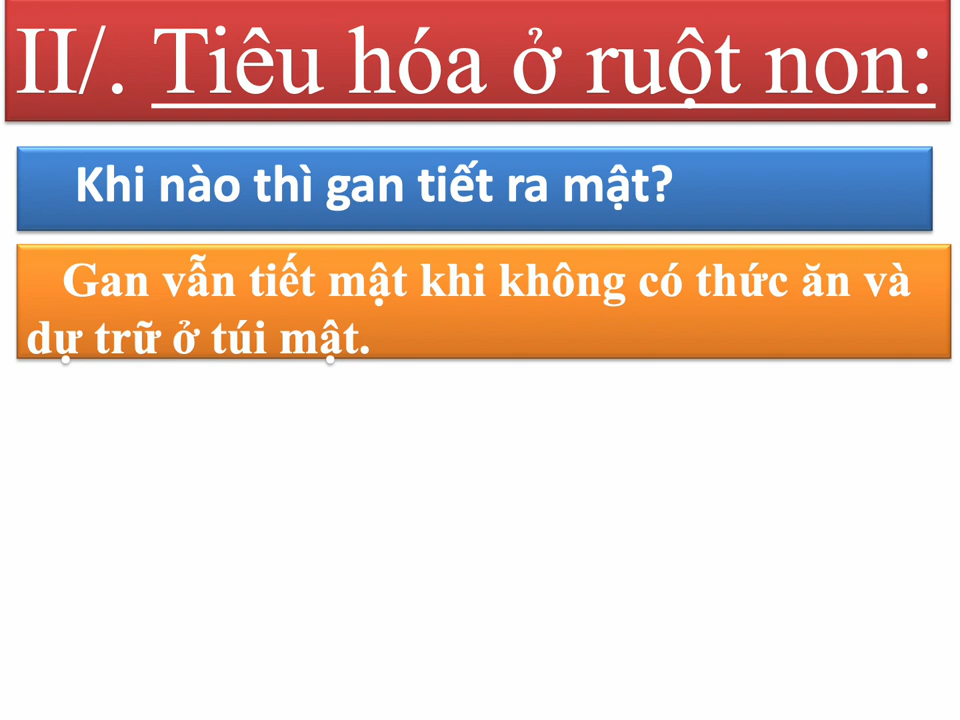 II/. Tiêu hóa ở ruột non:
Khi nào thì gan tiết ra mật?
Gan vẫn tiết mật khi không có thức ăn và
dự trữ ở túi mật.